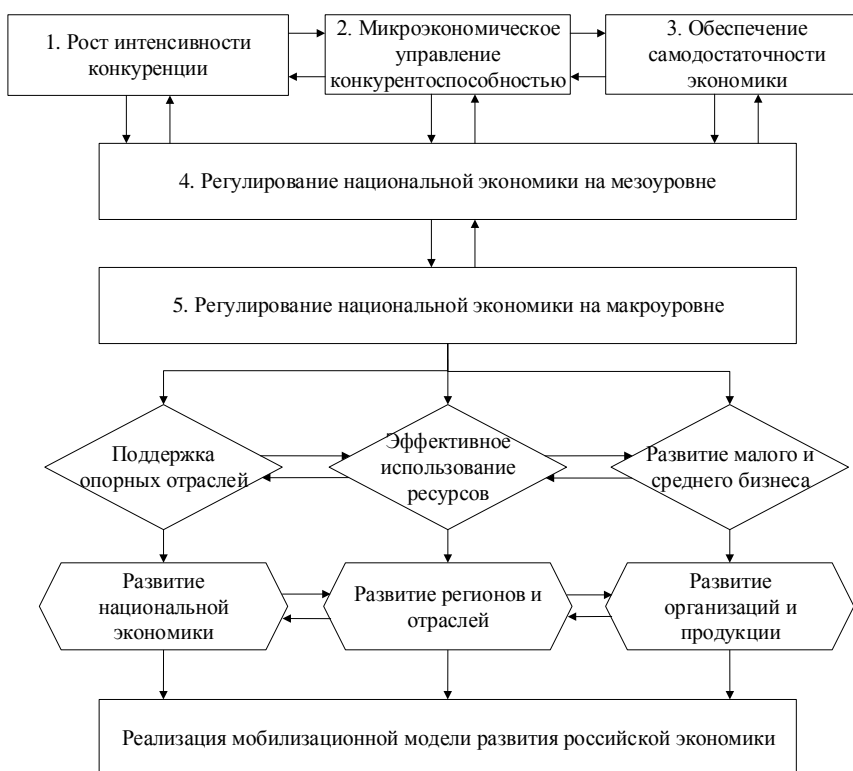 1. Рост интенсивности
конкуренции
2. Микроэкономическое
управление
конкурентоспособностью
3. Обеспечение
самодостаточности
экономики
4. Регулирование национальной экономики на мезоуровне
5. Регулирование национальной экономики на макроуровне
Поддержка
опорных отраслей
Эффективное
использование
ресурсов
Развитие малого и
среднего бизнеса
Развитие
национальной
экономики
Развитие регионов и
отраслей
Развитие
организаций и
продукции
Реализация мобилизационной модели развития российской экономики